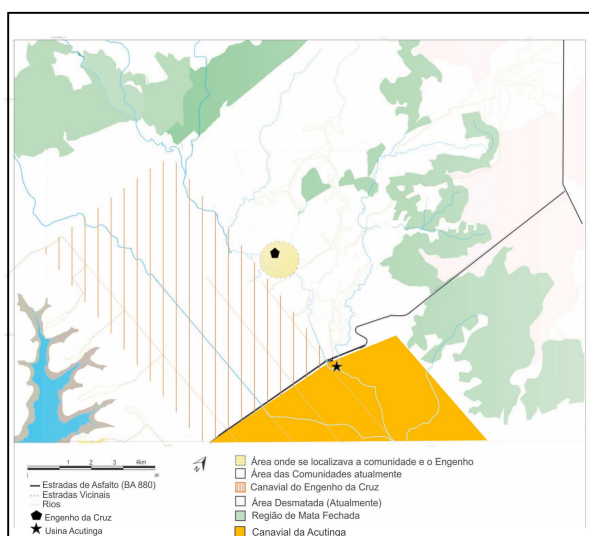 1 2 3 4km
Estradas de Asfalto (BA 880)
Estradas Vicinais
Rios
Engenho da Cruz
Usina Acutinga
Área onde se localizava a comunidade e o Engenho
Área das Comunidades atualmente
Canavial do Engenho da Cruz
Área Desmatada (Atualmente)
Região de Mata Fechada
Canavial da Acutinga